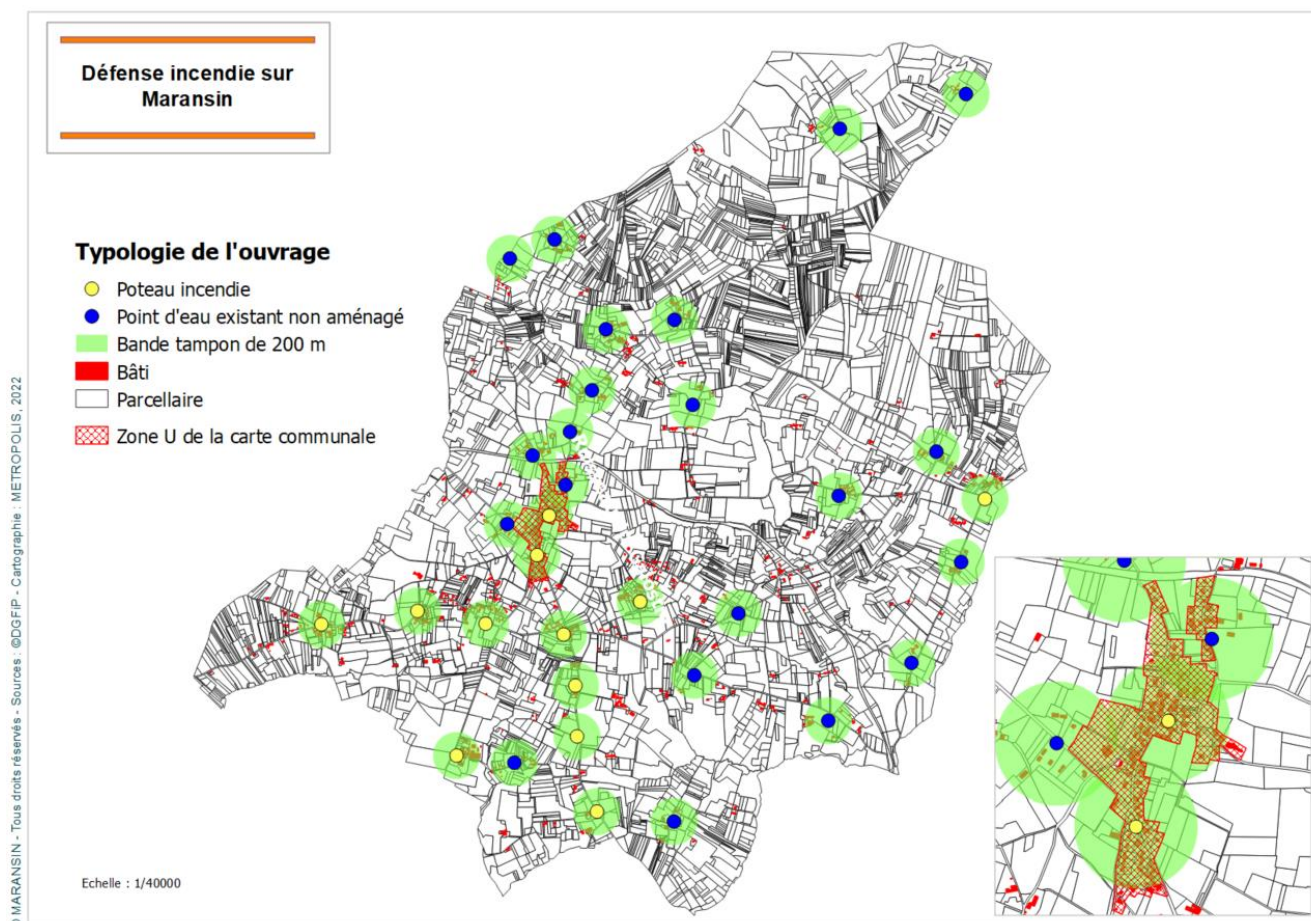 Défense incendie sur
Maransin
Typologie de l'ouvrage
Poteau incendie
Point d'eau existant non aménagé
Bande tampon de 200 m
Bâti
Parcellaire
Zone U de la carte communale
Echelle : 1/40000
MARANSIN - Tous droits réservés - Sources : ©DGFiP - Cartographie : METROPOLIS, 2022